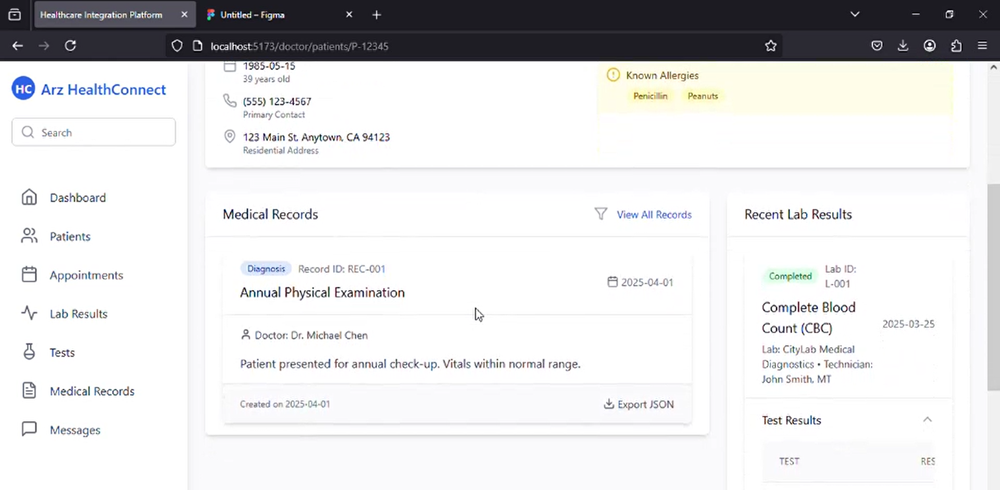 Healthcare Integration Platform
Untitled – Figma
localhost:5173/doctor/patients/P-12345
HC Arz HealthConnect
Search
Dashboard
Patients
Appointments
Lab Results
Tests
Medical Records
Messages
1985-05-15
39 years old
(555) 123-4567
Primary Contact
123 Main St, Anytown, CA 94123
Residential Address
Known Allergies
Penicillin Peanuts
Medical Records
View All Records
Diagnosis Record ID: REC-001
Annual Physical Examination
2025-04-01
Doctor: Dr. Michael Chen
Patient presented for annual check-up. Vitals within normal range.
Created on 2025-04-01
Export JSON
Recent Lab Results
Completed
Lab ID:
L-001
Complete Blood
Count (CBC)
2025-03-25
Lab: CityLab Medical
Diagnostics • Technician:
John Smith, MT
Test Results
TEST RES